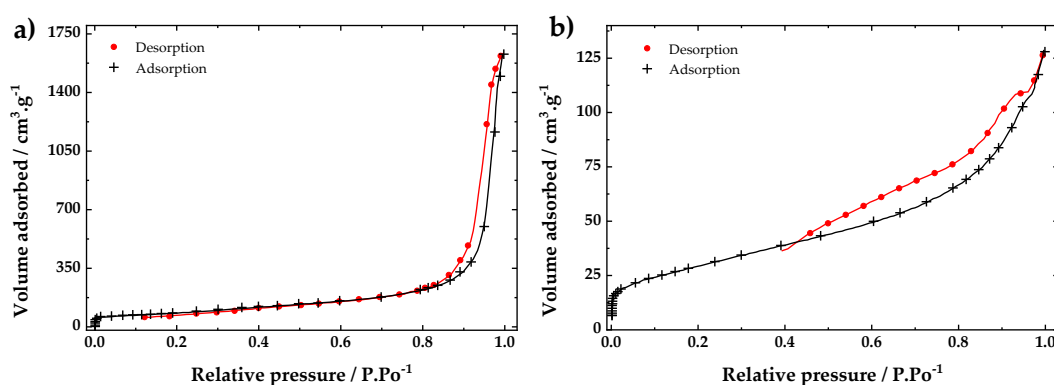 a)
Volume adsorbed / cm³.g⁻¹
1750
1400
1050
700
350
0
Desorption
Adsorption
0.0 0.2 0.4 0.6 0.8 1.0
Relative pressure / P.Po⁻¹
b)
Volume adsorbed / cm³.g⁻¹
125
100
75
50
25
0
Desorption
Adsorption
0.0 0.2 0.4 0.6 0.8 1.0
Relative pressure / P.Po⁻¹